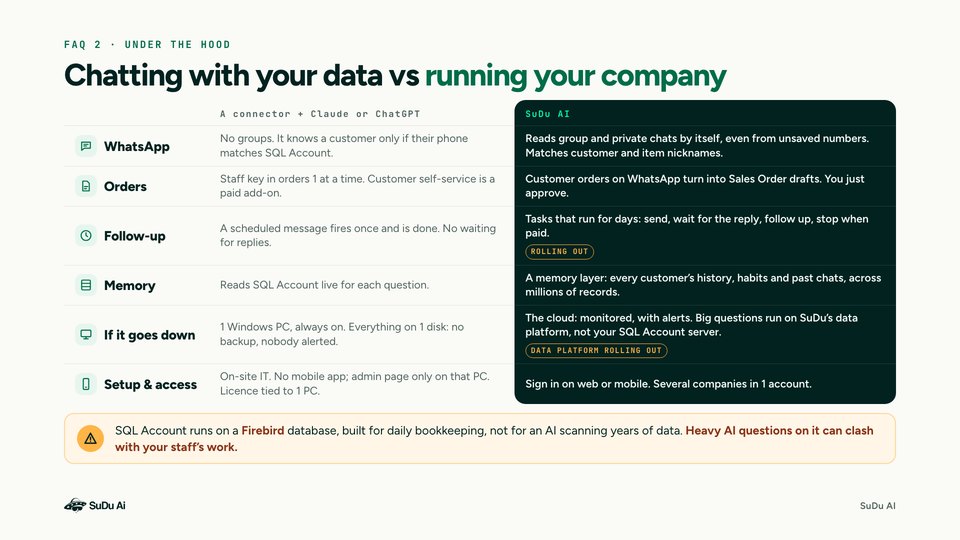 FAQ 2 · UNDER THE HOOD
Chatting with your data vs running your company
A connector + Claude or ChatGPT
SuDu AI
WhatsApp
No groups. It knows a customer only if their phone
matches SQL Account.
Reads group and private chats by itself, even from unsaved numbers.
Matches customer and item nicknames.
Orders
Staff key in orders 1 at a time. Customer self-service is a
paid add-on.
Customer orders on WhatsApp turn into Sales Order drafts. You just
approve.
Follow-up
A scheduled message fires once and is done. No waiting
for replies.
Tasks that run for days: send, wait for the reply, follow up, stop when
paid.
ROLLING OUT
Memory
Reads SQL Account live for each question.
A memory layer: every customer’s history, habits and past chats, across
millions of records.
If it goes down
1 Windows PC, always on. Everything on 1 disk: no
backup, nobody alerted.
The cloud: monitored, with alerts. Big questions run on SuDu’s data
platform, not your SQL Account server.
DATA PLATFORM ROLLING OUT
Setup & access
On-site IT. No mobile app; admin page only on that PC.
Licence tied to 1 PC.
Sign in on web or mobile. Several companies in 1 account.
SQL Account runs on a Firebird database, built for daily bookkeeping, not for an AI scanning years of data. Heavy AI questions on it can clash
with your staff’s work.
SuDu Ai
SuDu AI